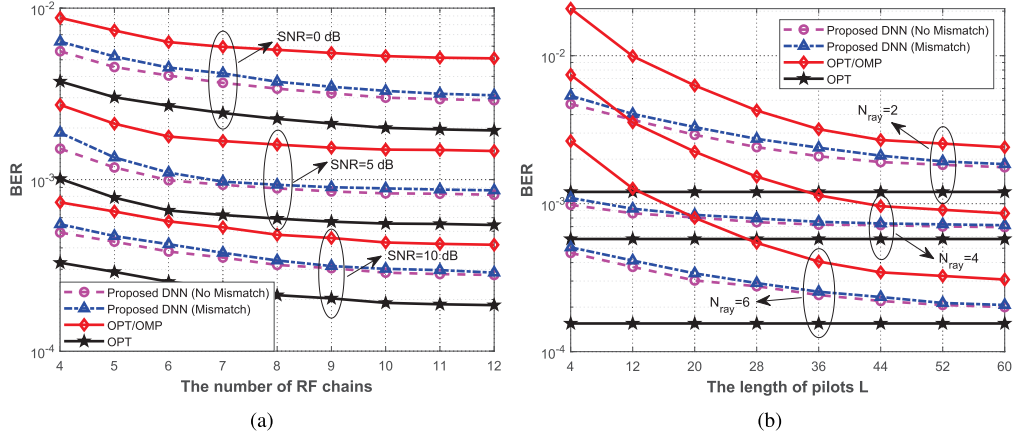 10⁻²
10⁻³
10⁻⁴
BER
4 5 6 7 8 9 10 11 12
The number of RF chains
SNR=0 dB
SNR=5 dB
SNR=10 dB
Proposed DNN (No Mismatch)
Proposed DNN (Mismatch)
OPT/OMP
OPT
(a)
10⁻²
10⁻³
10⁻⁴
BER
4 12 20 28 36 44 52 60
The length of pilots L
Proposed DNN (No Mismatch)
Proposed DNN (Mismatch)
OPT/OMP
OPT
N_ray=2
N_ray=4
N_ray=6
(b)